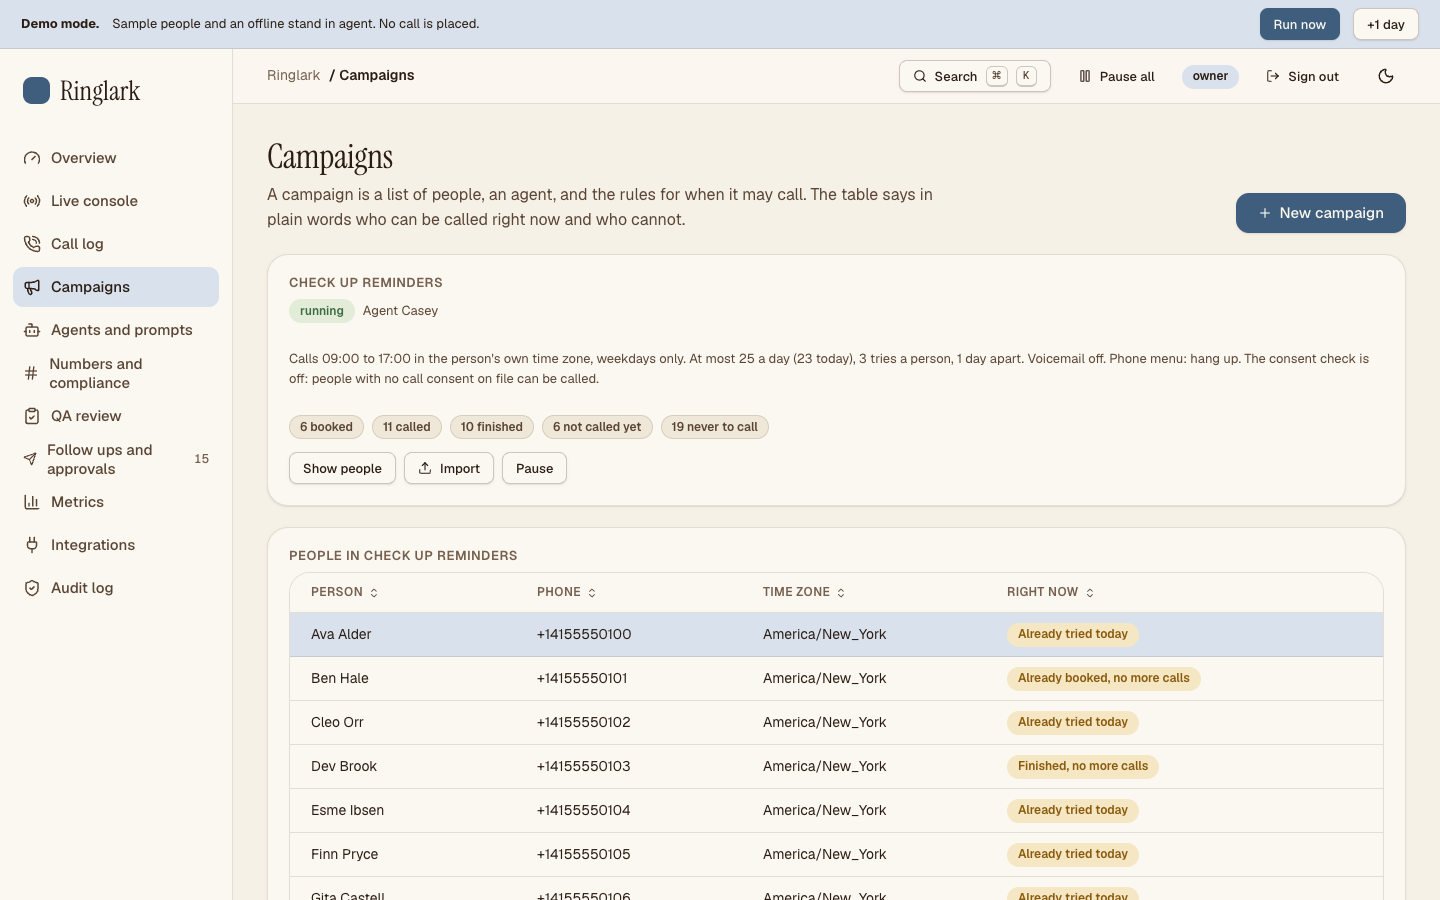 Demo mode. Sample people and an offline stand in agent. No call is placed.
Run now
+1 day
Ringlark
Ringlark / Campaigns
Search ⌘ K
Pause all
owner
Sign out
Overview
Live console
Call log
Campaigns
Agents and prompts
Numbers and
compliance
QA review
Follow ups and
approvals
15
Metrics
Integrations
Audit log
Campaigns
A campaign is a list of people, an agent, and the rules for when it may call. The table says in
plain words who can be called right now and who cannot.
New campaign
CHECK UP REMINDERS
running Agent Casey
Calls 09:00 to 17:00 in the person's own time zone, weekdays only. At most 25 a day (23 today), 3 tries a person, 1 day apart. Voicemail off. Phone menu: hang up. The consent check is
off: people with no call consent on file can be called.
6 booked 11 called 10 finished 6 not called yet 19 never to call
Show people Import Pause
PEOPLE IN CHECK UP REMINDERS
PERSON PHONE TIME ZONE RIGHT NOW
Ava Alder +14155550100 America/New_York Already tried today
Ben Hale +14155550101 America/New_York Already booked, no more calls
Cleo Orr +14155550102 America/New_York Already tried today
Dev Brook +14155550103 America/New_York Finished, no more calls
Esme Ibsen +14155550104 America/New_York Already tried today
Finn Pryce +14155550105 America/New_York Already tried today
Gita Castell +14155550106 America/New_York Already tried today